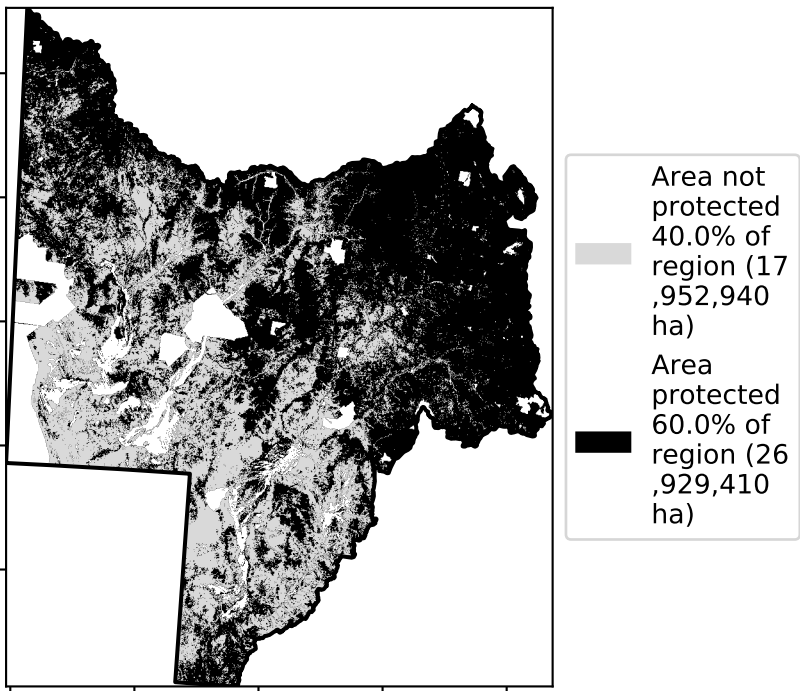 Area not
protected
40.0% of
region (17
,952,940
ha)
Area
protected
60.0% of
region (26
,929,410
ha)